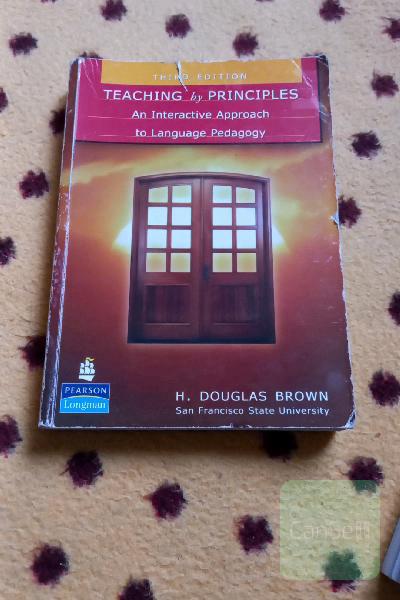 THIRD EDITION
TEACHING by PRINCIPLES
An Interactive Approach
to Language Pedagogy
PEARSON
Longman
H. DOUGLAS BROWN
San Francisco State University